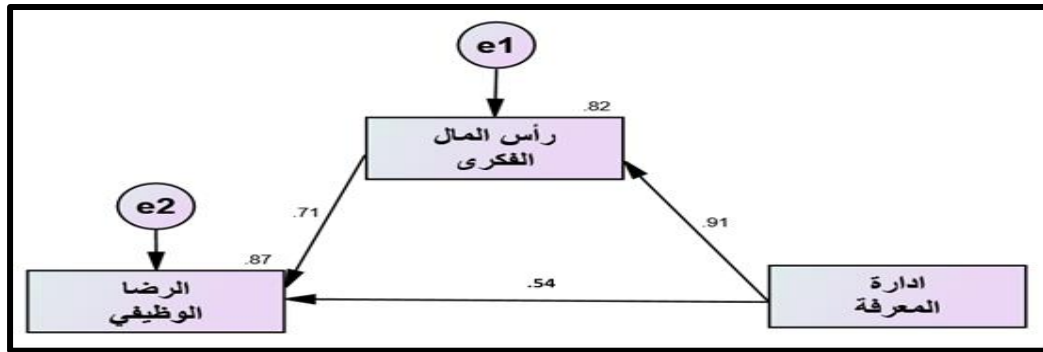 e1
.82
رأس المال
الفكرى
e2
.71
.91
.87
الرضا
الوظيفي
.54
ادارة
المعرفة